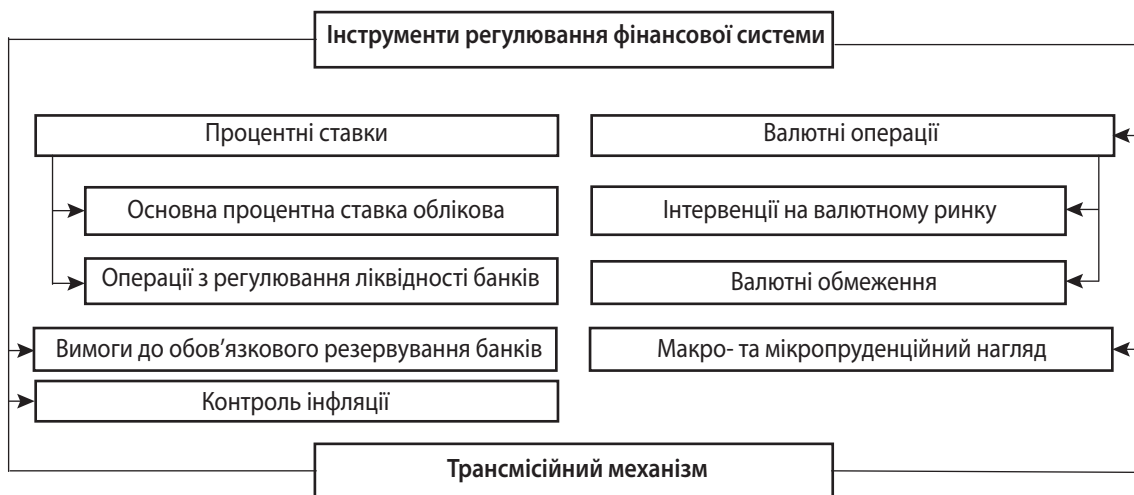 Інструменти регулювання фінансової системи
Процентні ставки
Валютні операції
Основна процентна ставка облікова
Інтервенції на валютному ринку
Операції з регулювання ліквідності банків
Валютні обмеження
Вимоги до обов'язкового резервування банків
Макро- та мікропруденційний нагляд
Контроль інфляції
Трансмісійний механізм